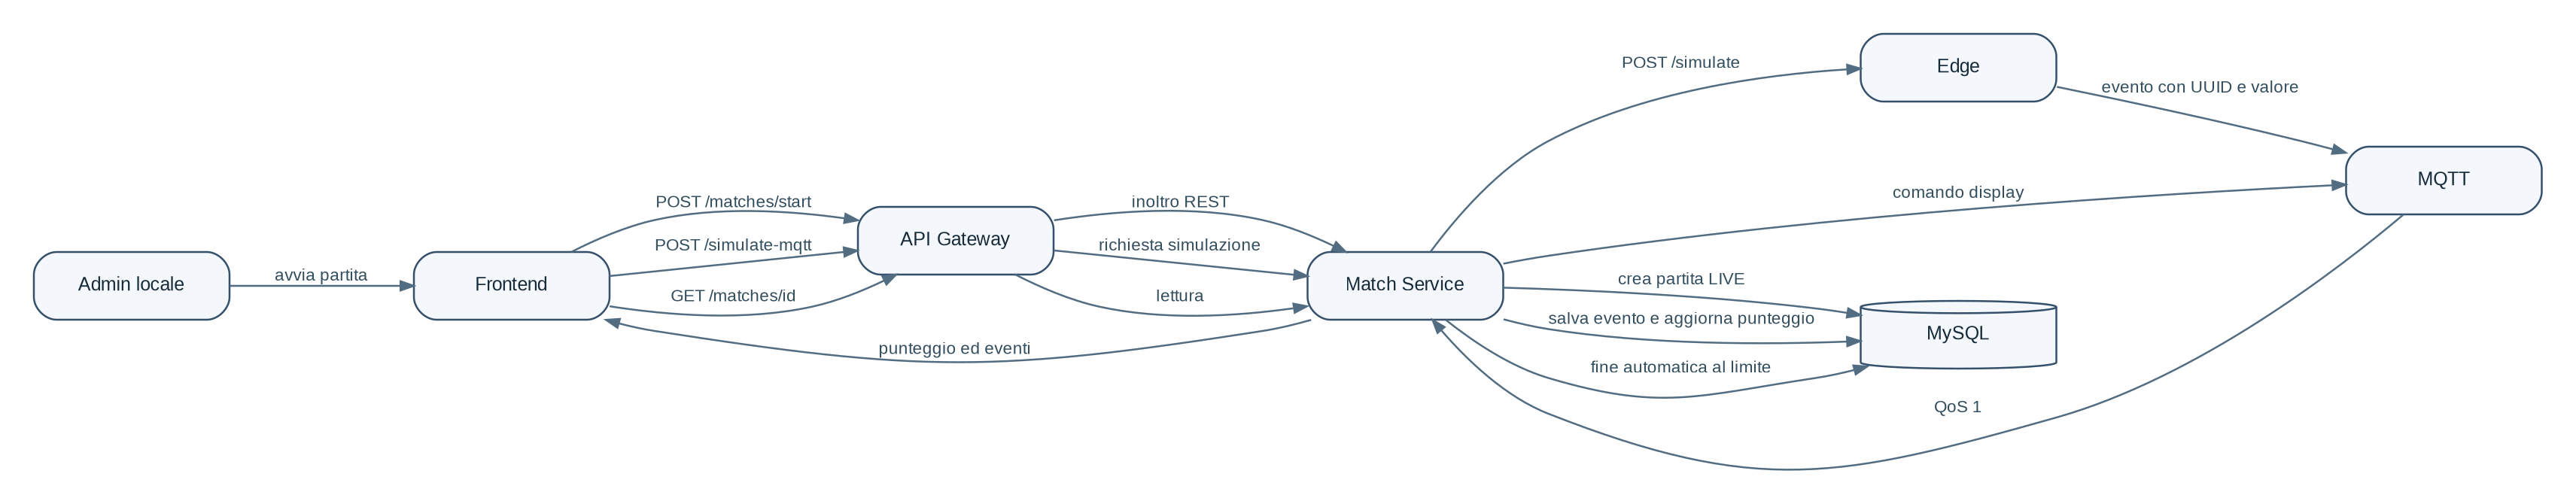 Admin locale
avvia partita
Frontend
POST /matches/start
POST /simulate-mqtt
GET /matches/id
punteggio ed eventi
API Gateway
inoltro REST
richiesta simulazione
lettura
Match Service
POST /simulate
comando display
crea partita LIVE
salva evento e aggiorna punteggio
fine automatica al limite
Edge
MySQL
evento con UUID e valore
QoS 1
MQTT